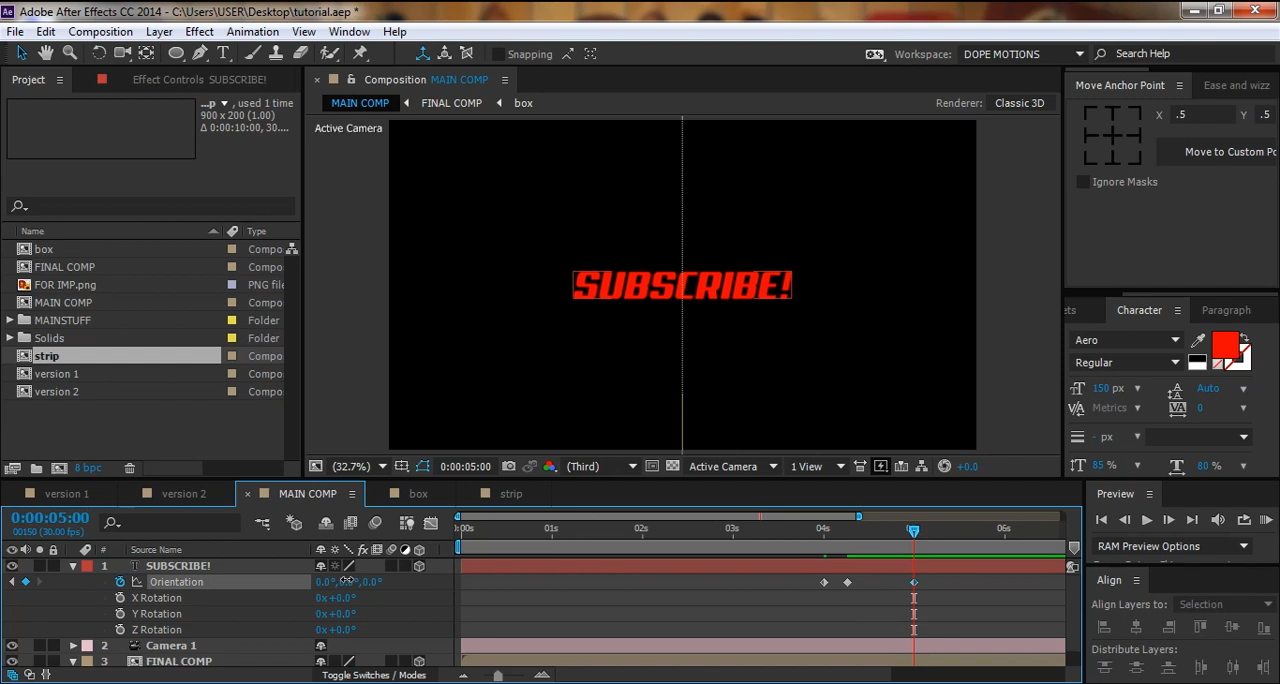 Adobe After Effects CC 2014 - C:\Users\USER\Desktop\tutorial.aep *
File Edit Composition Layer Effect Animation View Window Help
Snapping
Workspace: DOPE MOTIONS
Search Help
Project
Effect Controls SUBSCRIBE!
Composition MAIN COMP
Move Anchor Point
Ease and wizz
...p ▼ , used 1 time
900 x 200 (1.00)
Δ 0:00:10:00, 30....
MAIN COMP
FINAL COMP
box
Renderer:
Classic 3D
Active Camera
X .5
Y .5
Move to Custom Po
Ignore Masks
SUBSCRIBE!
Name
Type
box
Compo
FINAL COMP
Compo
FOR IMP.png
PNG file
MAIN COMP
Compo
MAINSTUFF
Folder
Solids
Folder
strip
Compo
version 1
Compo
version 2
Compo
8 bpc
ets
Character
Paragraph
Aero
Regular
150 px
Auto
Metrics
0
- px
85 %
80 %
(32.7%)
0:00:05:00
(Third)
Active Camera
1 View
+0.0
version 1
version 2
MAIN COMP
box
strip
Preview
0:00:05:00
00150 (30.00 fps)
:00s
01s
02s
03s
04s
06s
RAM Preview Options
# Source Name
1 SUBSCRIBE!
Orientation
X Rotation
0x+0.0°
Y Rotation
0x+0.0°
Z Rotation
0x+0.0°
2 Camera 1
3 FINAL COMP
Toggle Switches / Modes
Align
Align Layers to:
Selection
Distribute Layers: